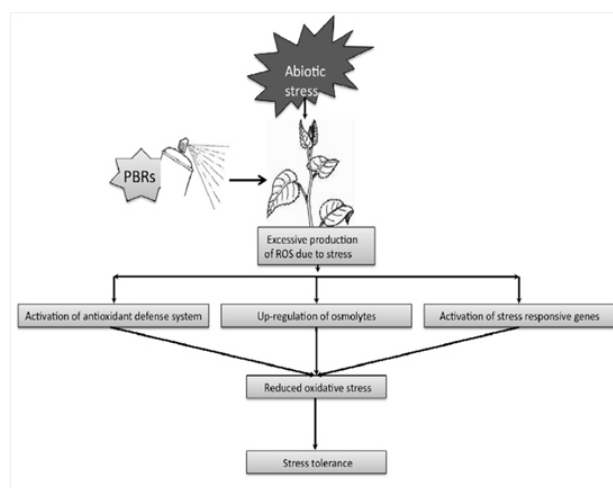 Abiotic
stress
PBRs
Excessive production
of ROS due to stress
Activation of antioxidant defense system
Up-regulation of osmolytes
Activation of stress responsive genes
Reduced oxidative stress
Stress tolerance